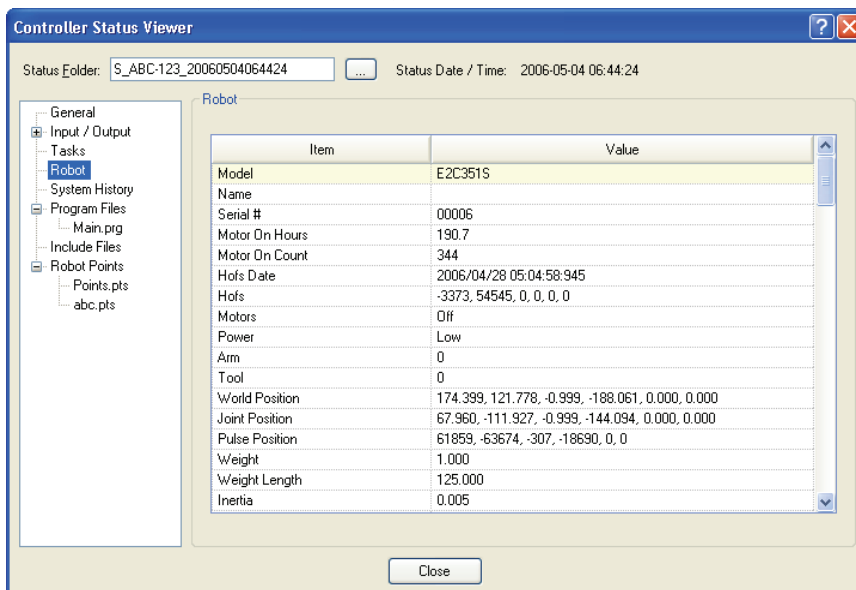 Controller Status Viewer
Status Folder: S_ABC-123_20060504064424 ... Status Date / Time: 2006-05-04 06:44:24
General
Input / Output
Tasks
Robot
System History
Program Files
Main.prg
Include Files
Robot Points
Points.pts
abc.pts
Robot
Item Value
Model E2C351S
Name
Serial # 00006
Motor On Hours 190.7
Motor On Count 344
Hofs Date 2006/04/28 05:04:58:945
Hofs -3373, 54545, 0, 0, 0, 0
Motors Off
Power Low
Arm 0
Tool 0
World Position 174.399, 121.778, -0.999, -188.061, 0.000, 0.000
Joint Position 67.960, -111.927, -0.999, -144.094, 0.000, 0.000
Pulse Position 61859, -63674, -307, -18690, 0, 0
Weight 1.000
Weight Length 125.000
Inertia 0.005
Close